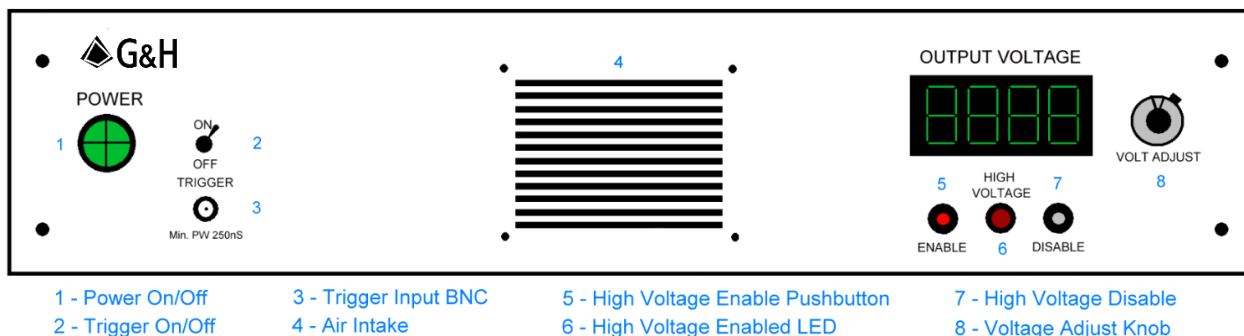 G&H
POWER
1
ON
OFF
2
TRIGGER
3
Min. PW 250nS
4
OUTPUT VOLTAGE
8888
VOLT ADJUST
8
5
HIGH
VOLTAGE
7
ENABLE
6
DISABLE
1 - Power On/Off
2 - Trigger On/Off
3 - Trigger Input BNC
4 - Air Intake
5 - High Voltage Enable Pushbutton
6 - High Voltage Enabled LED
7 - High Voltage Disable
8 - Voltage Adjust Knob